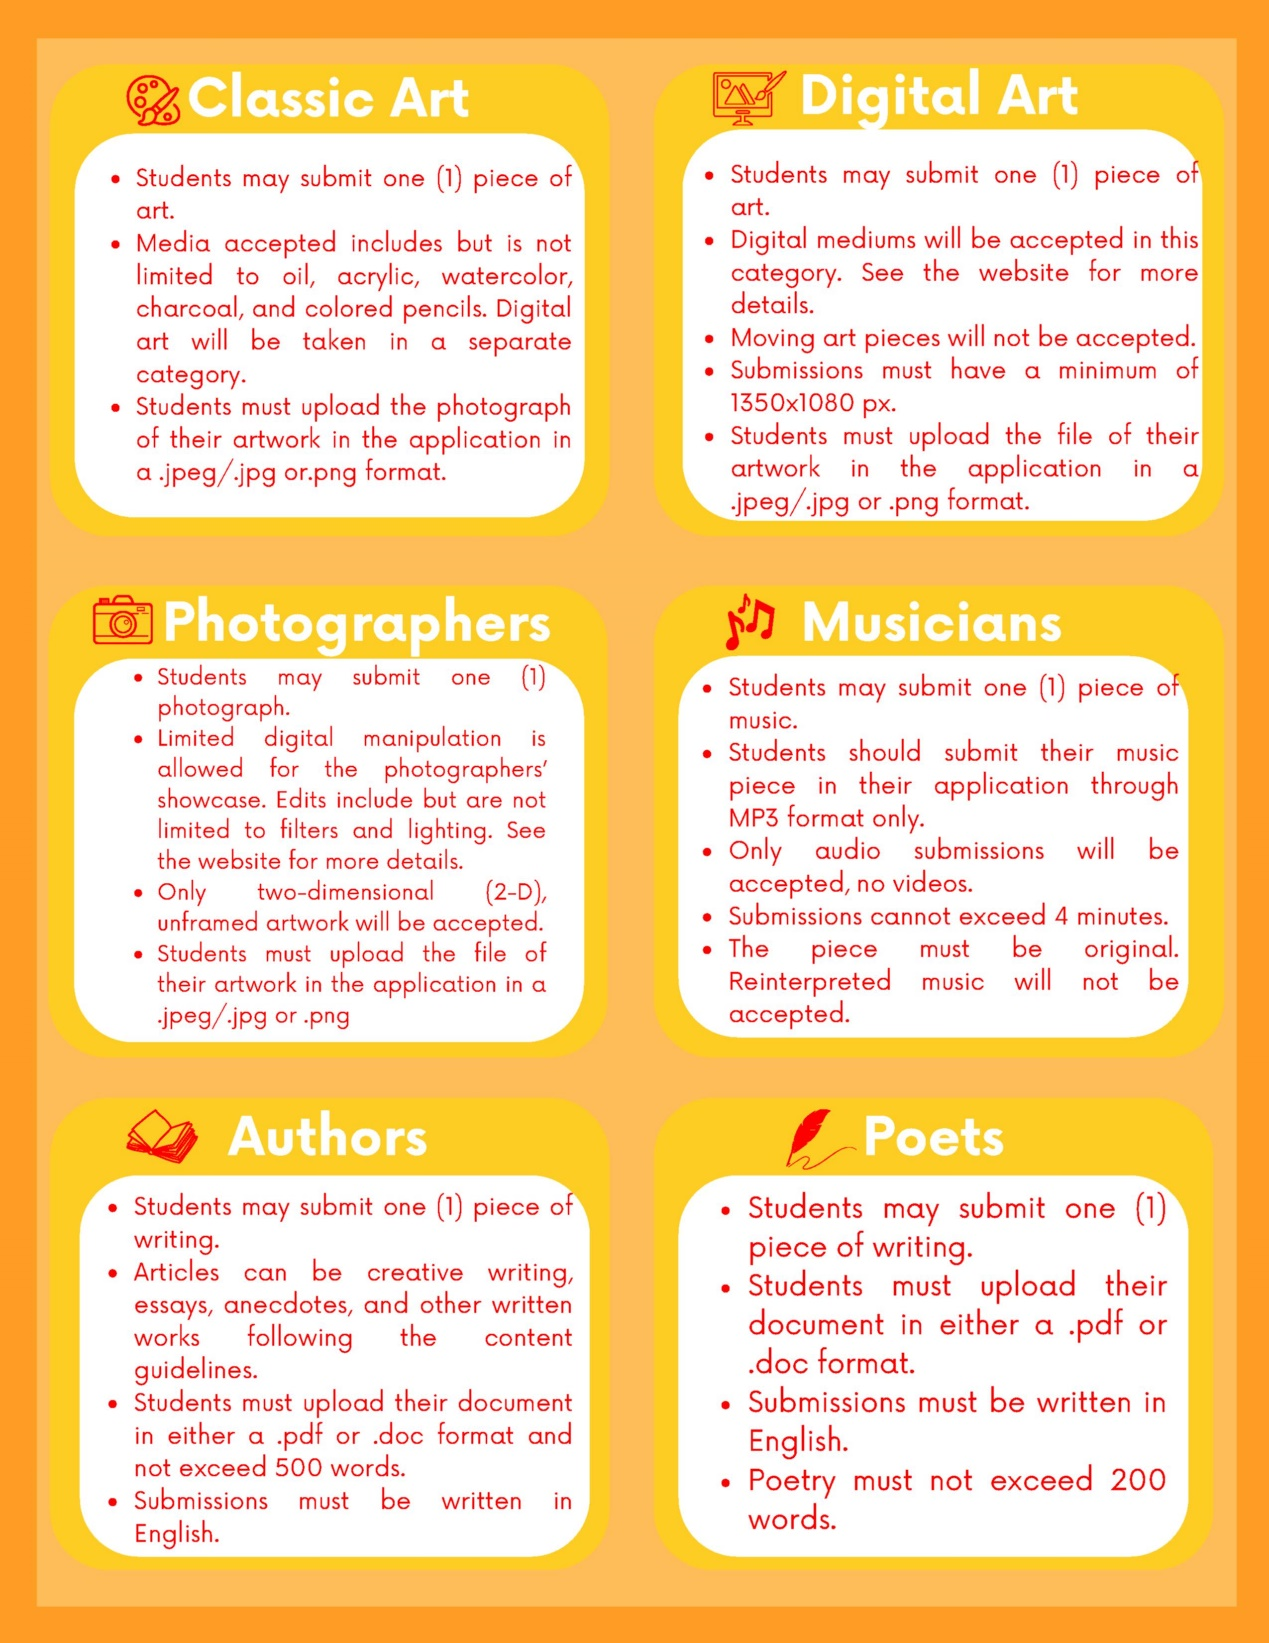 Classic Art
• Students may submit one (1) piece of
art.
• Media accepted includes but is not
limited to oil, acrylic, watercolor,
charcoal, and colored pencils. Digital
art will be taken in a separate
category.
• Students must upload the photograph
of their artwork in the application in
a .jpeg/.jpg or.png format.
Digital Art
• Students may submit one (1) piece of
art.
• Digital mediums will be accepted in this
category. See the website for more
details.
• Moving art pieces will not be accepted.
• Submissions must have a minimum of
1350x1080 px.
• Students must upload the file of their
artwork in the application in a
.jpeg/.jpg or .png format.
Photographers
• Students may submit one (1)
photograph.
• Limited digital manipulation is
allowed for the photographers’
showcase. Edits include but are not
limited to filters and lighting. See
the website for more details.
• Only two-dimensional (2-D),
unframed artwork will be accepted.
• Students must upload the file of
their artwork in the application in a
.jpeg/.jpg or .png
Musicians
• Students may submit one (1) piece of
music.
• Students should submit their music
piece in their application through
MP3 format only.
• Only audio submissions will be
accepted, no videos.
• Submissions cannot exceed 4 minutes.
• The piece must be original.
Reinterpreted music will not be
accepted.
Authors
• Students may submit one (1) piece of
writing.
• Articles can be creative writing,
essays, anecdotes, and other written
works following the content
guidelines.
• Students must upload their document
in either a .pdf or .doc format and
not exceed 500 words.
• Submissions must be written in
English.
Poets
• Students may submit one (1)
piece of writing.
• Students must upload their
document in either a .pdf or
.doc format.
• Submissions must be written in
English.
• Poetry must not exceed 200
words.